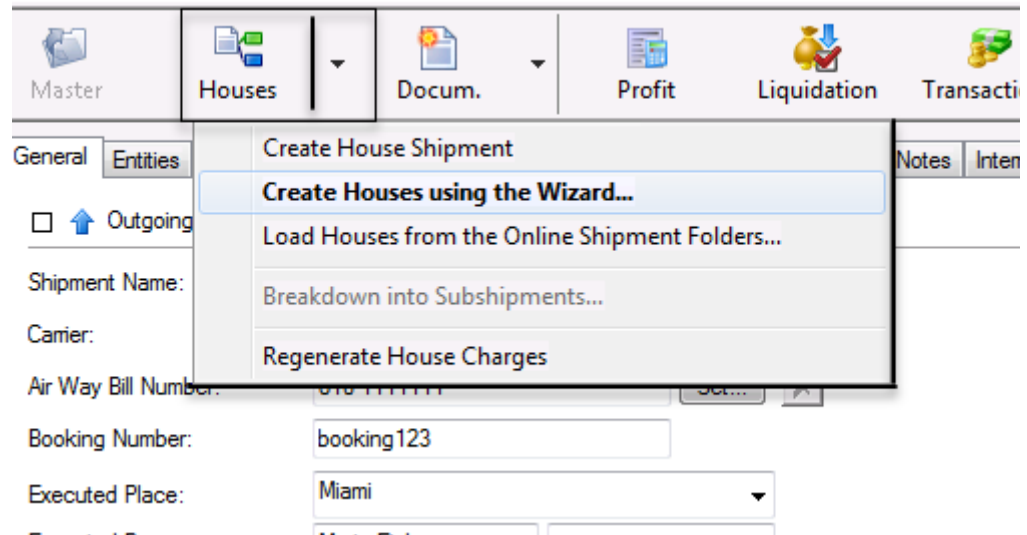 Master Houses Docum. Profit Liquidation Transacti
General Entities Notes Inter
Create House Shipment
Create Houses using the Wizard...
Outgoing
Load Houses from the Online Shipment Folders...
Shipment Name:
Breakdown into Subshipments...
Carrier:
Regenerate House Charges
Air Way Bill Number:
Booking Number: booking123
Executed Place: Miami